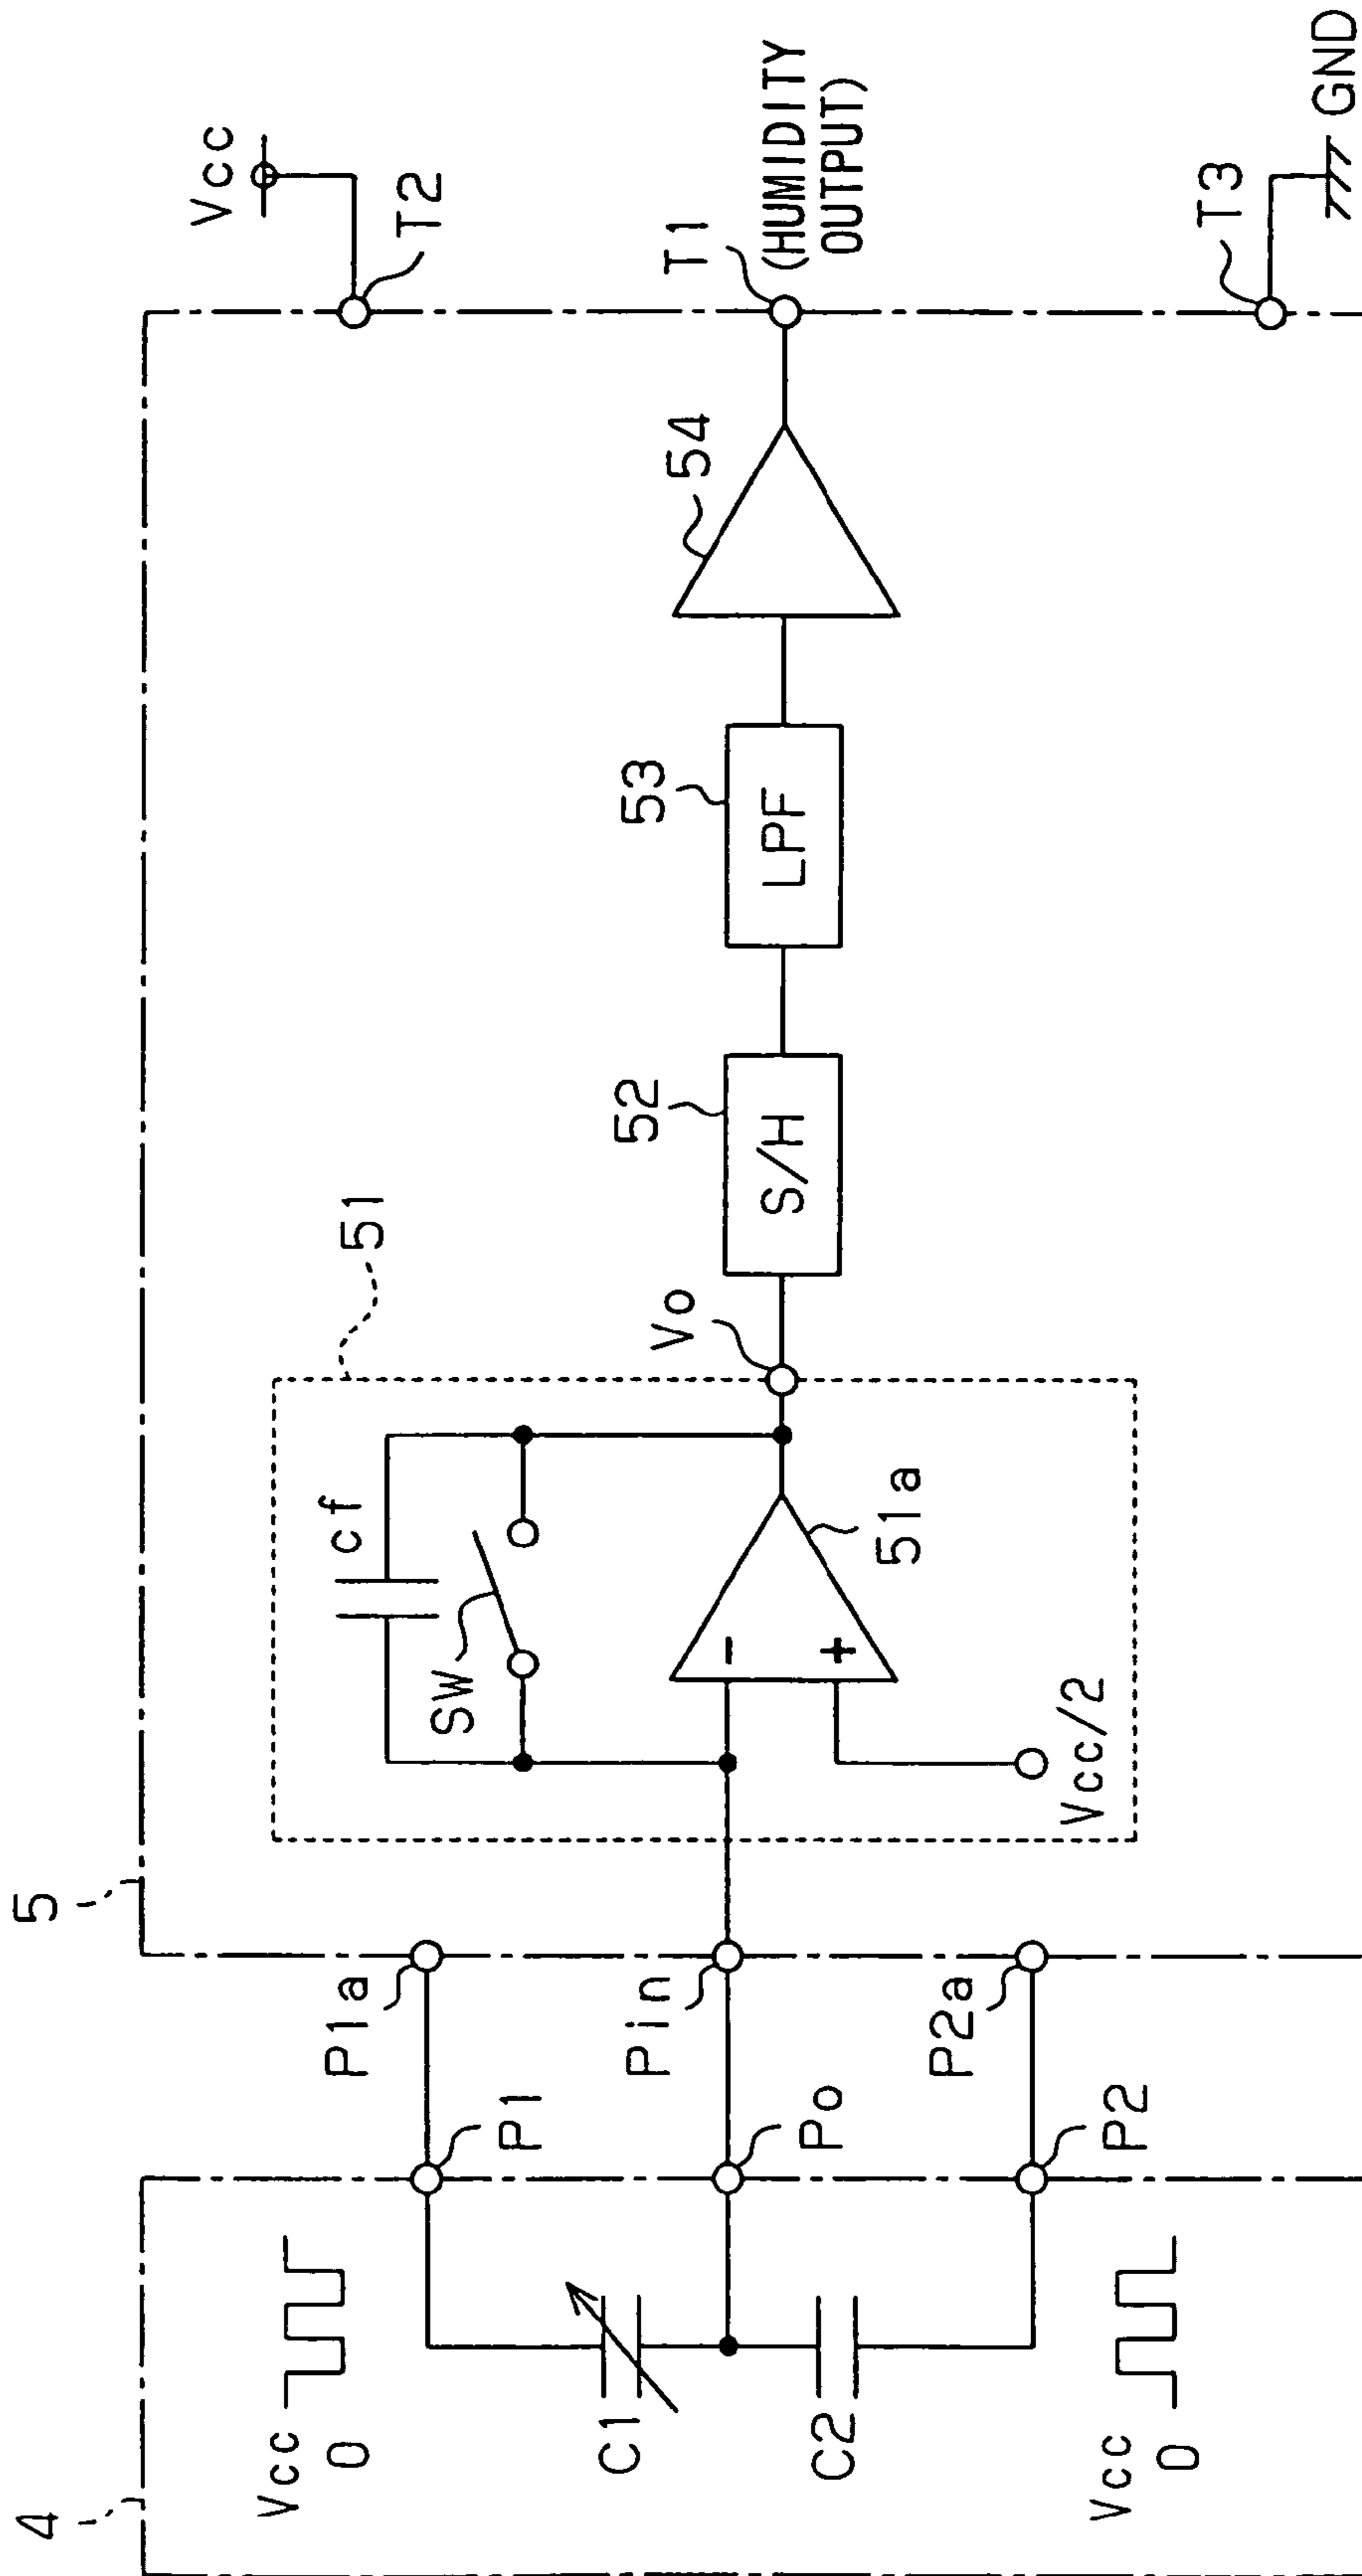 4
5
Vcc
0
C1
C2
Vcc
0
P1
Po
P2
P1a
Pin
P2a
51
cf
SW
-
+
51a
Vcc/2
Vo
52
S/H
53
LPF
54
Vcc
T2
T1
(HUMIDITY
OUTPUT)
T3
GND